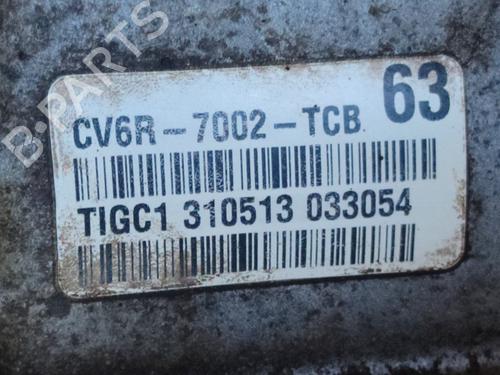 B-PARTS
63
CV6R-7002-TCB
TIGC1 310513 033054